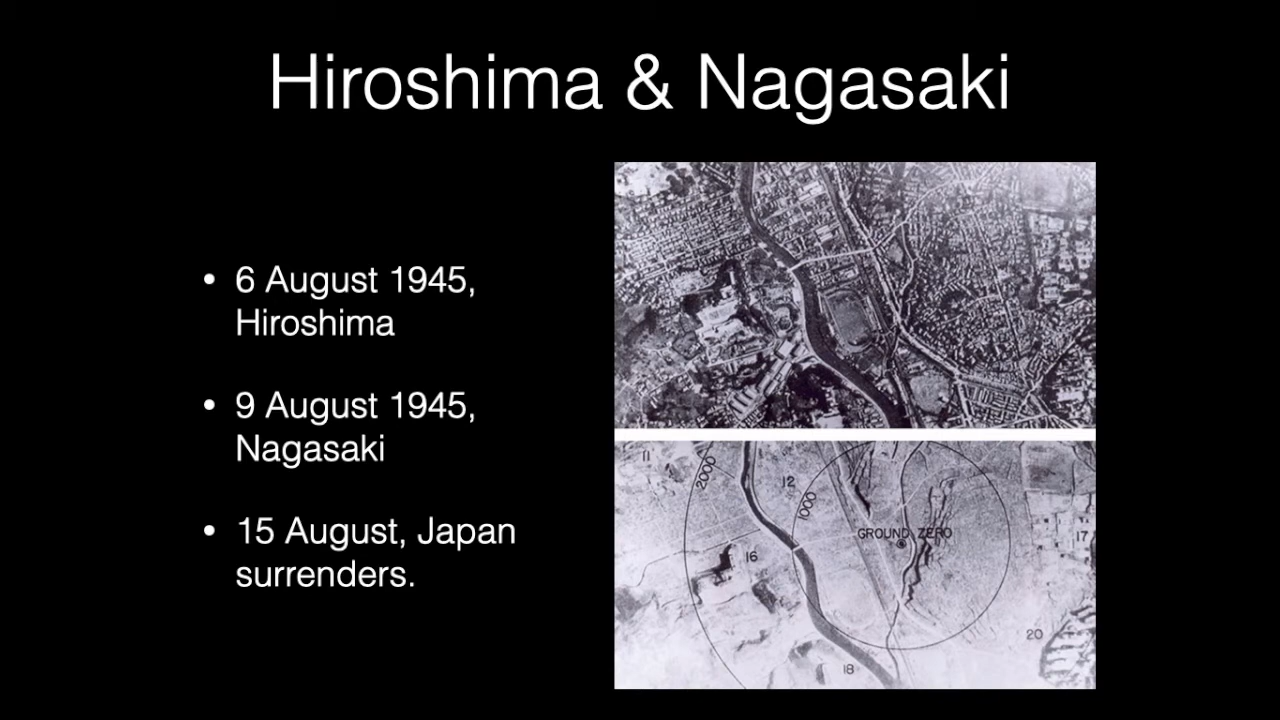 Hiroshima & Nagasaki
• 6 August 1945,
Hiroshima
• 9 August 1945,
Nagasaki
• 15 August, Japan
surrenders.
11
2000
12
1000
GROUND ZERO
17
16
20
18